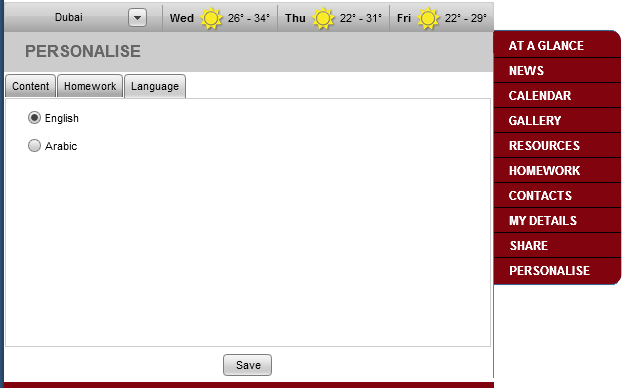 Dubai Wed 26° - 34° Thu 22° - 31° Fri 22° - 29°
PERSONALISE
Content Homework Language
English
Arabic
Save
AT A GLANCE
NEWS
CALENDAR
GALLERY
RESOURCES
HOMEWORK
CONTACTS
MY DETAILS
SHARE
PERSONALISE